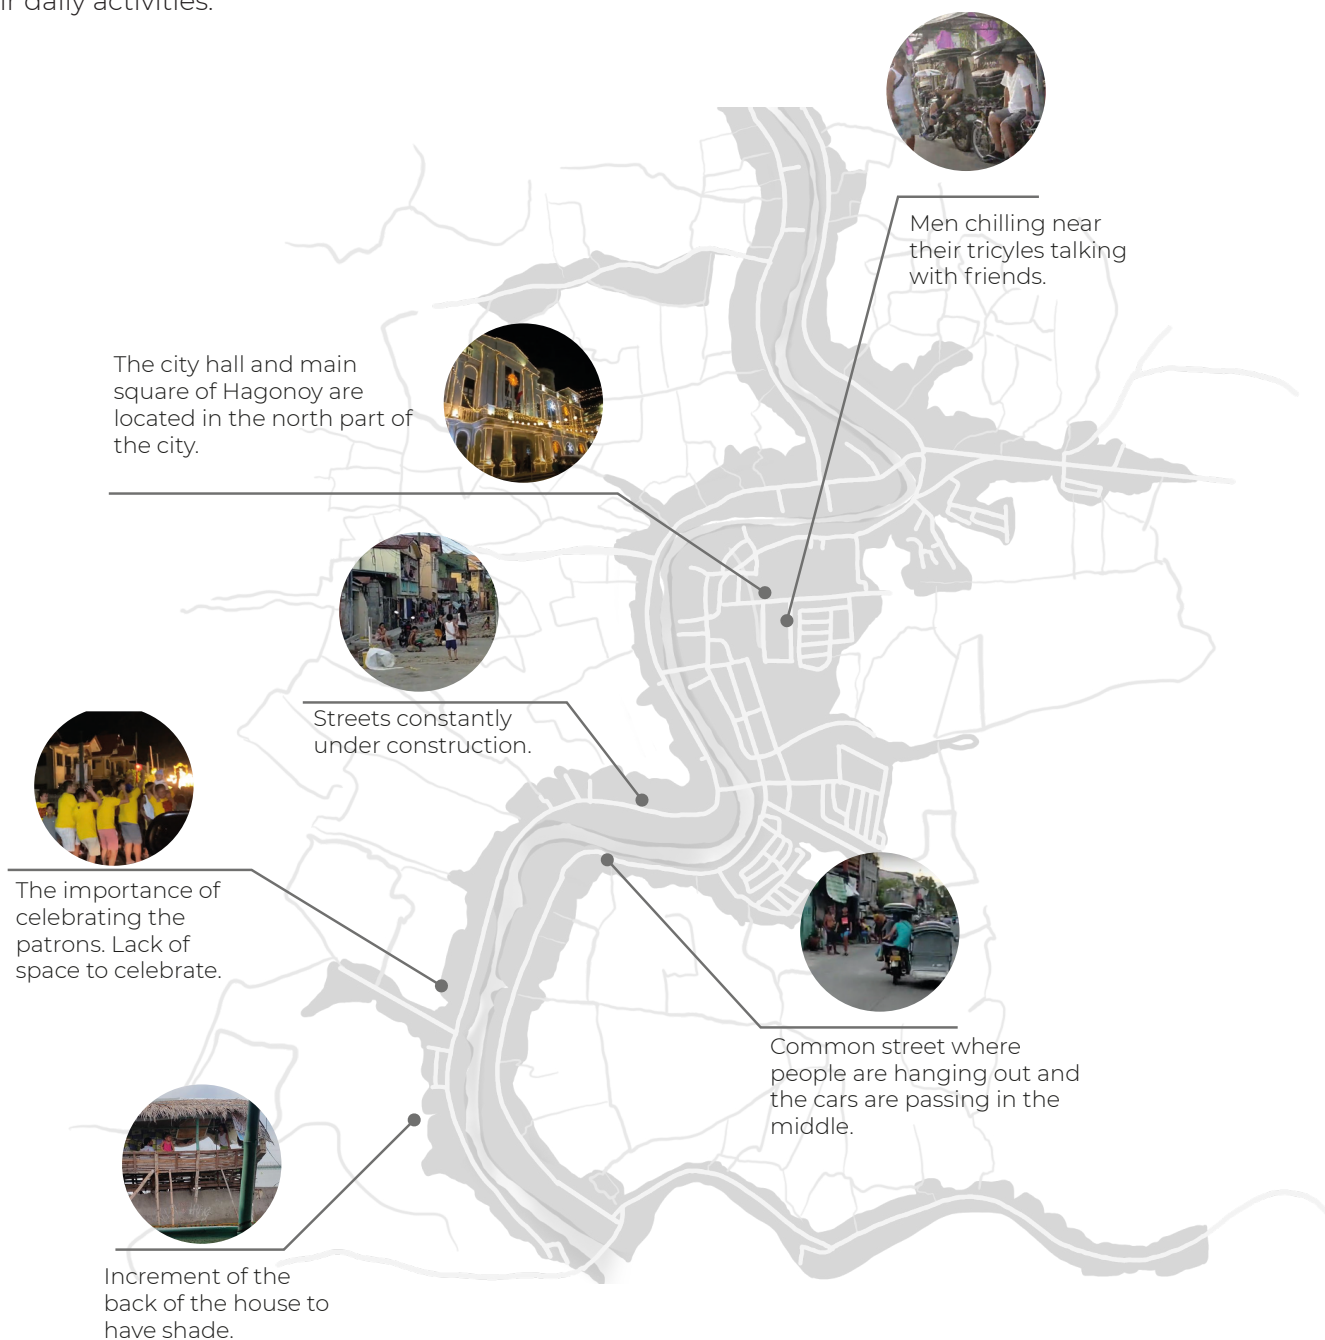 ir daily activities.
Men chilling near
their tricyles talking
with friends.
The city hall and main
square of Hagonoy are
located in the north part of
the city.
Streets constantly
under construction.
The importance of
celebrating the
patrons. Lack of
space to celebrate.
Common street where
people are hanging out and
the cars are passing in the
middle.
Increment of the
back of the house to
have shade.